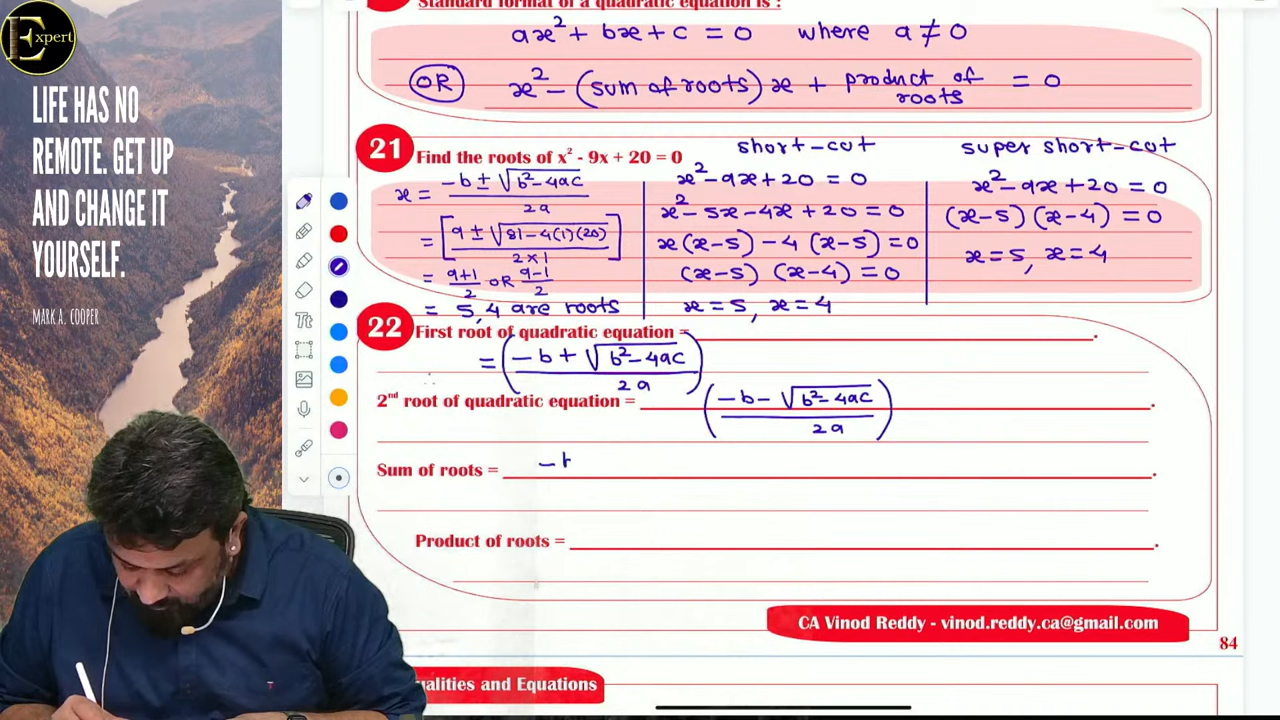 Expert
LIFE HAS NO
REMOTE. GET UP
AND CHANGE IT
YOURSELF.
MARK A. COOPER
Standard format of a quadratic equation is :
ax² + bx + c = 0 where a ≠ 0
OR x² - (sum of roots) x + product of roots = 0
21 Find the roots of x² - 9x + 20 = 0
x = (-b ± √(b²-4ac)) / 2a
= [(9 ± √(81-4(1)(20))) / 2×1]
= (9+1)/2 OR (9-1)/2
= 5, 4 are roots
short-cut
x² - 9x + 20 = 0
x² - 5x - 4x + 20 = 0
x(x-5) - 4(x-5) = 0
(x-5) (x-4) = 0
x = 5, x = 4
super short-cut
x² - 9x + 20 = 0
(x-5) (x-4) = 0
x = 5, x = 4
22 First root of quadratic equation =
= ((-b + √(b²-4ac)) / 2a)
2nd root of quadratic equation = ((-b - √(b²-4ac)) / 2a)
Sum of roots = -
Product of roots =
CA Vinod Reddy - vinod.reddy.ca@gmail.com
84
qualities and Equations
Tt